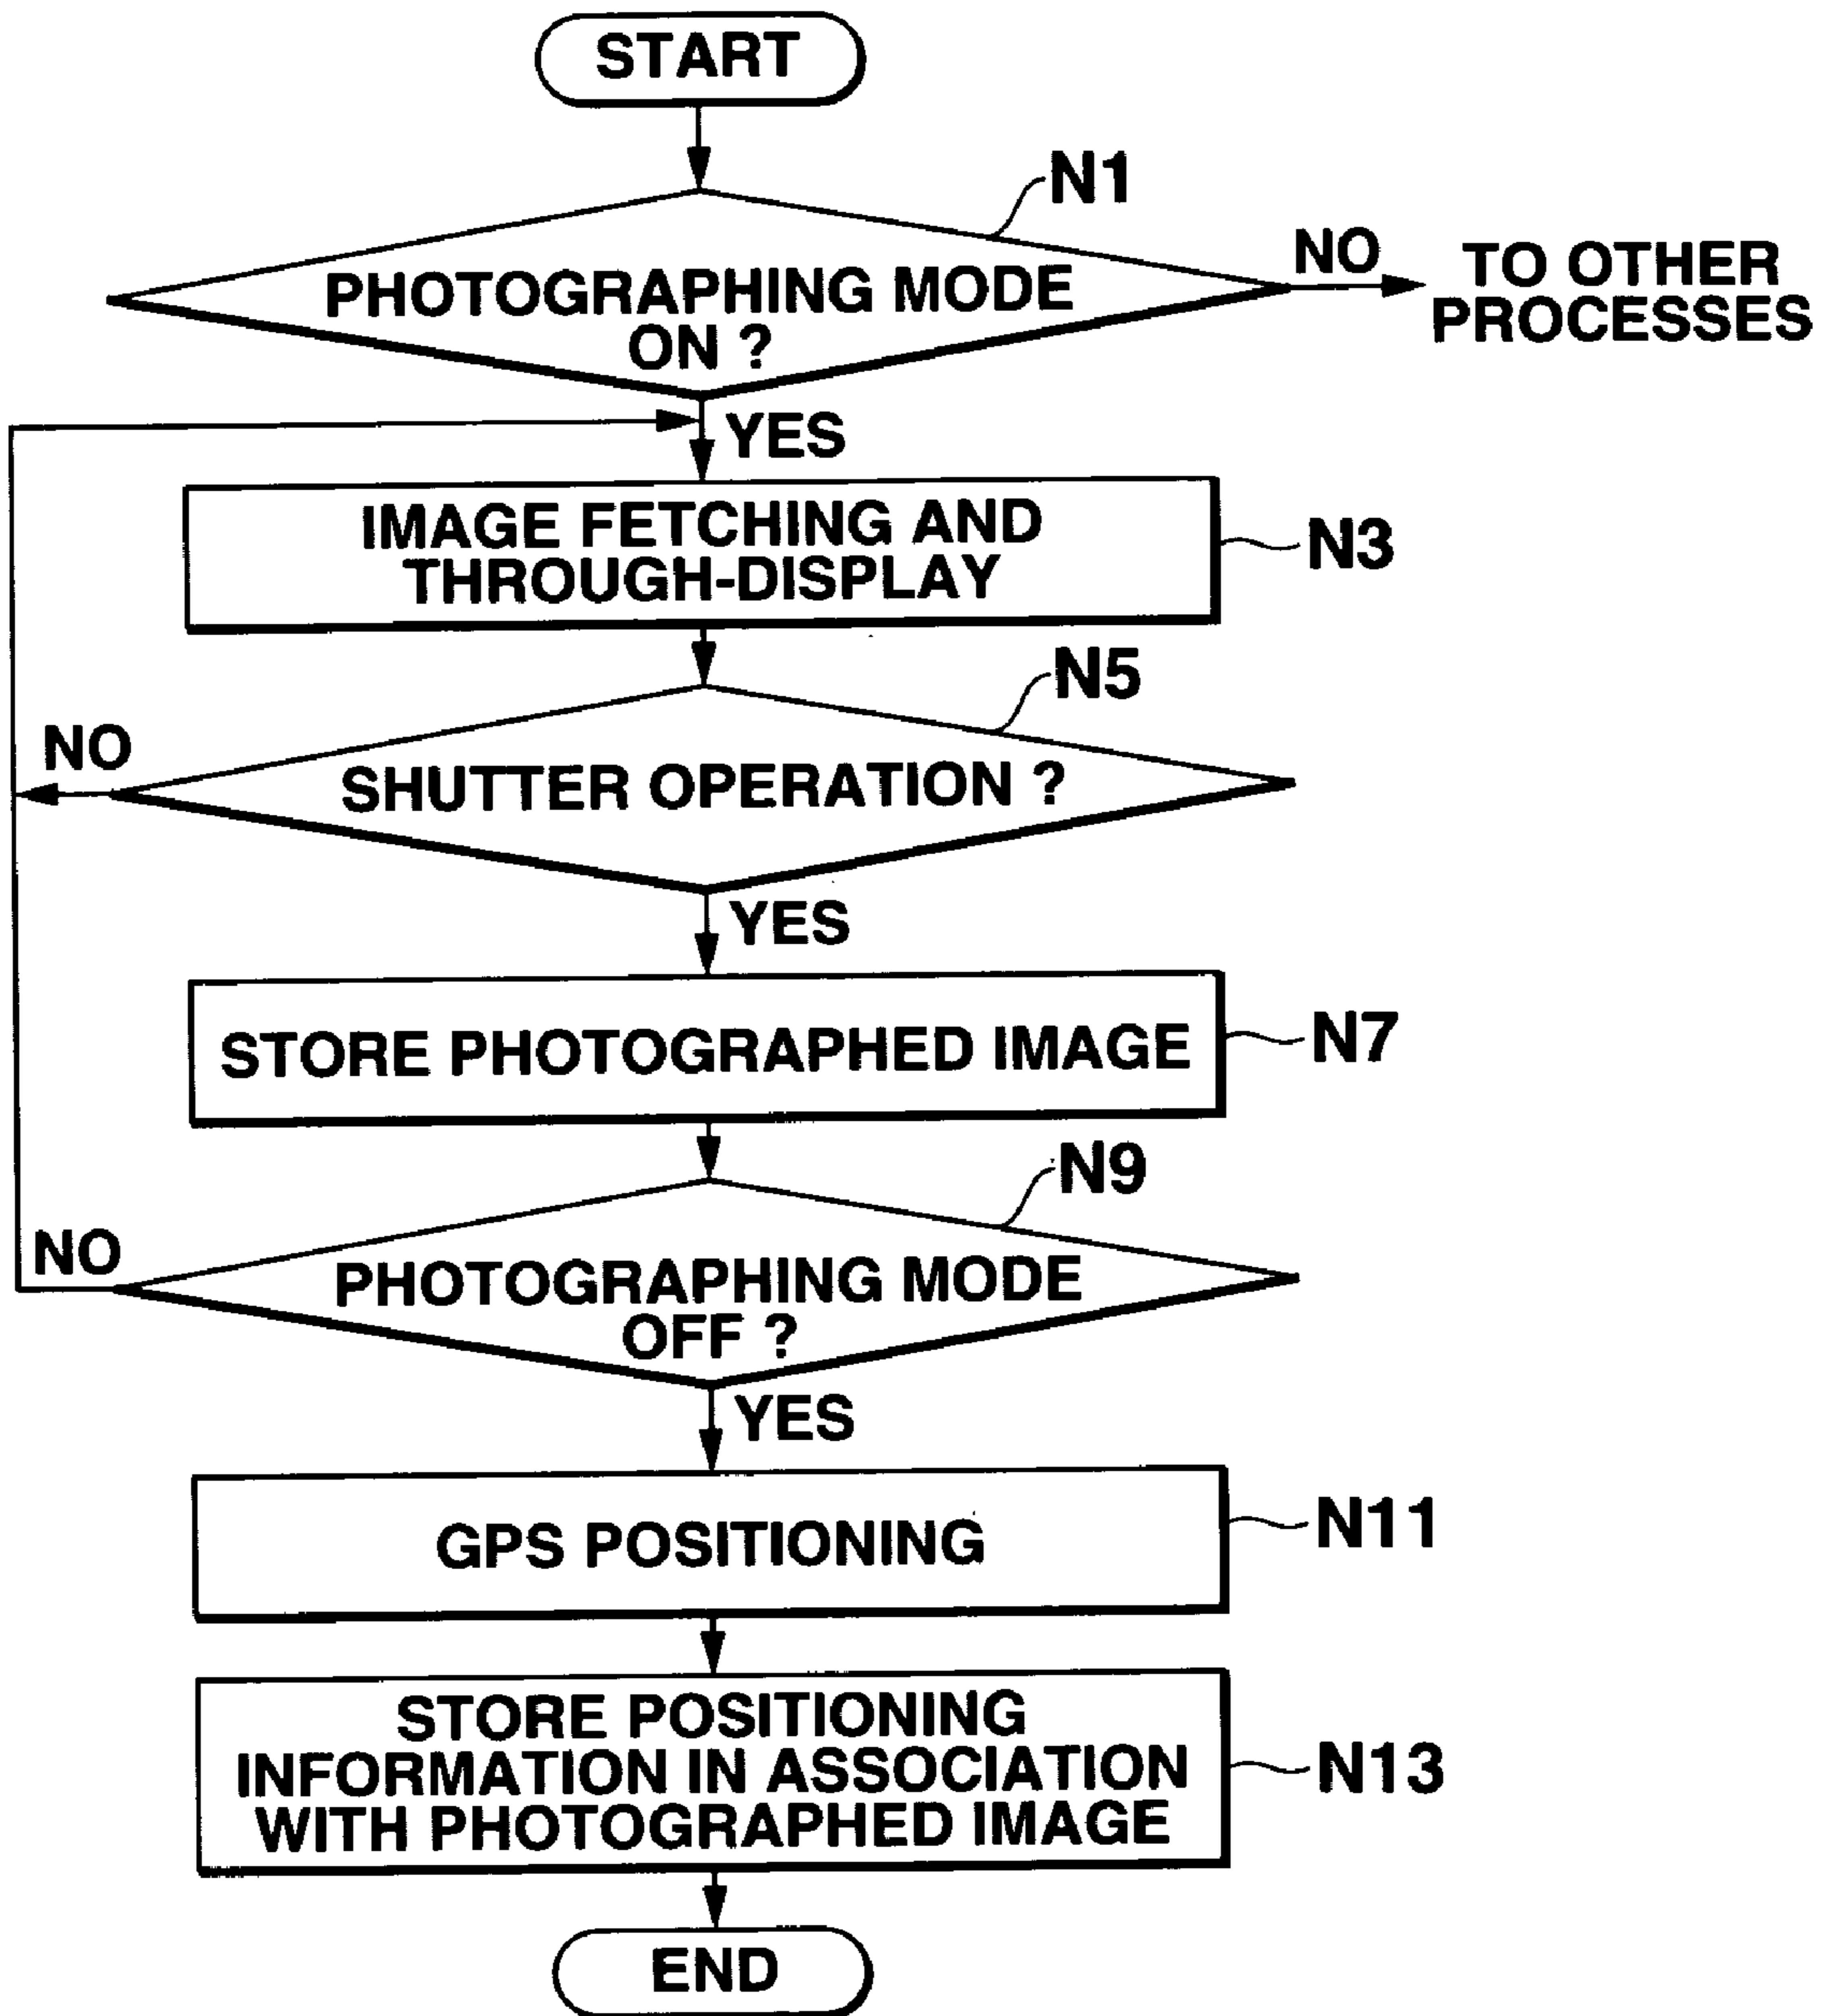 START
N1
NO
TO OTHER
PROCESSES
PHOTOGRAPHING MODE
ON ?
YES
IMAGE FETCHING AND
THROUGH-DISPLAY
N3
N5
NO
SHUTTER OPERATION ?
YES
STORE PHOTOGRAPHED IMAGE
N7
N9
NO
PHOTOGRAPHING MODE
OFF ?
YES
GPS POSITIONING
N11
STORE POSITIONING
INFORMATION IN ASSOCIATION
WITH PHOTOGRAPHED IMAGE
N13
END